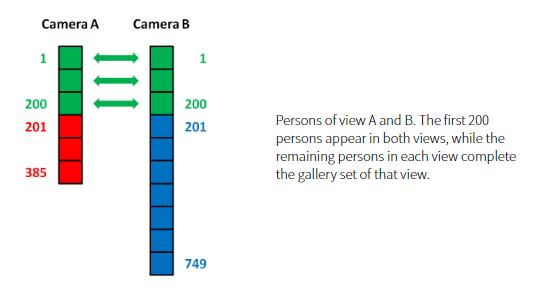 Camera A Camera B
1 1
200 200
201 201
385
749
Persons of view A and B. The first 200
persons appear in both views, while the
remaining persons in each view complete
the gallery set of that view.